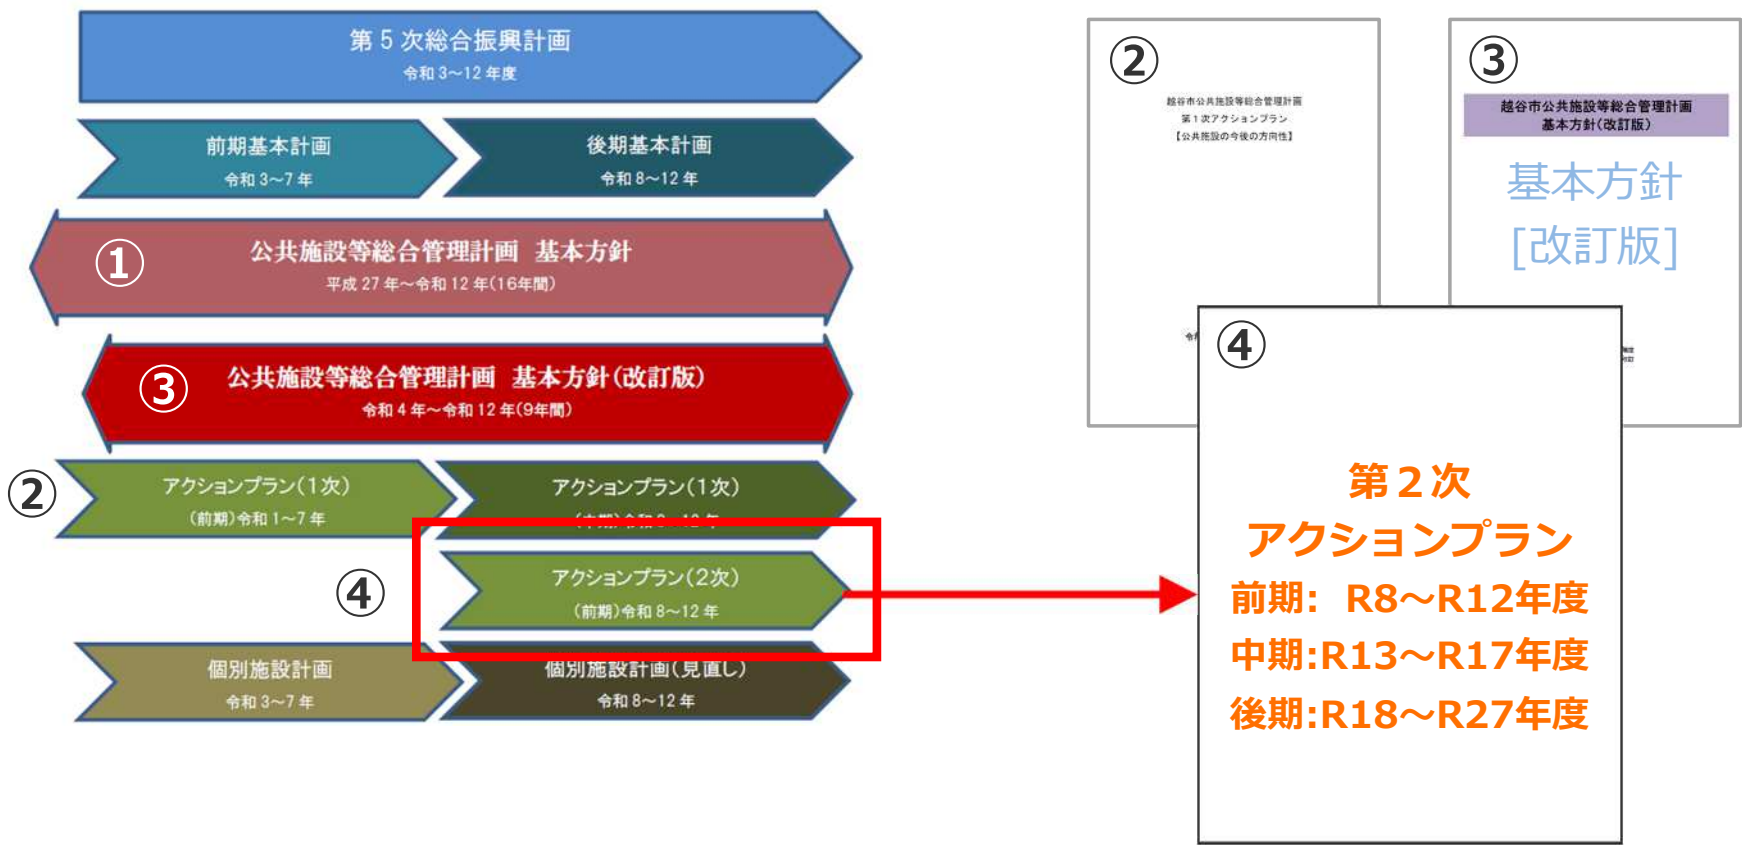 第5次総合振興計画
令和3～12年度
前期基本計画
令和3～7年
後期基本計画
令和8～12年
①
公共施設等総合管理計画 基本方針
平成27年～令和12年(16年間)
③
公共施設等総合管理計画 基本方針(改訂版)
令和4年～令和12年(9年間)
②
アクションプラン(1次)
(前期)令和1～7年
アクションプラン(1次)
④
アクションプラン(2次)
(前期)令和8～12年
個別施設計画
令和3～7年
個別施設計画(見直し)
令和8～12年
②
越谷市公共施設等総合管理計画
第1次アクションプラン
【公共施設の今後の方向性】
③
越谷市公共施設等総合管理計画
基本方針(改訂版)
基本方針
[改訂版]
④
第２次
アクションプラン
前期: R8～R12年度
中期:R13～R17年度
後期:R18～R27年度